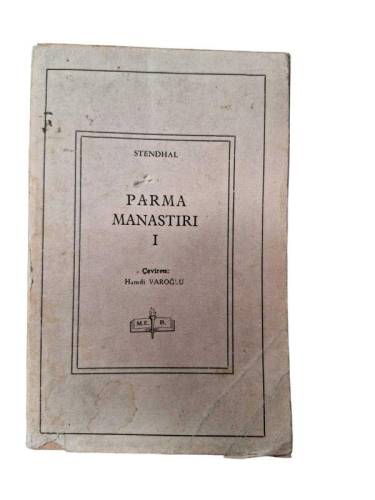 STENDHAL
PARMA
MANASTIRI
I
Çeviren:
Hamdi VAROĞLU
M.E. B.